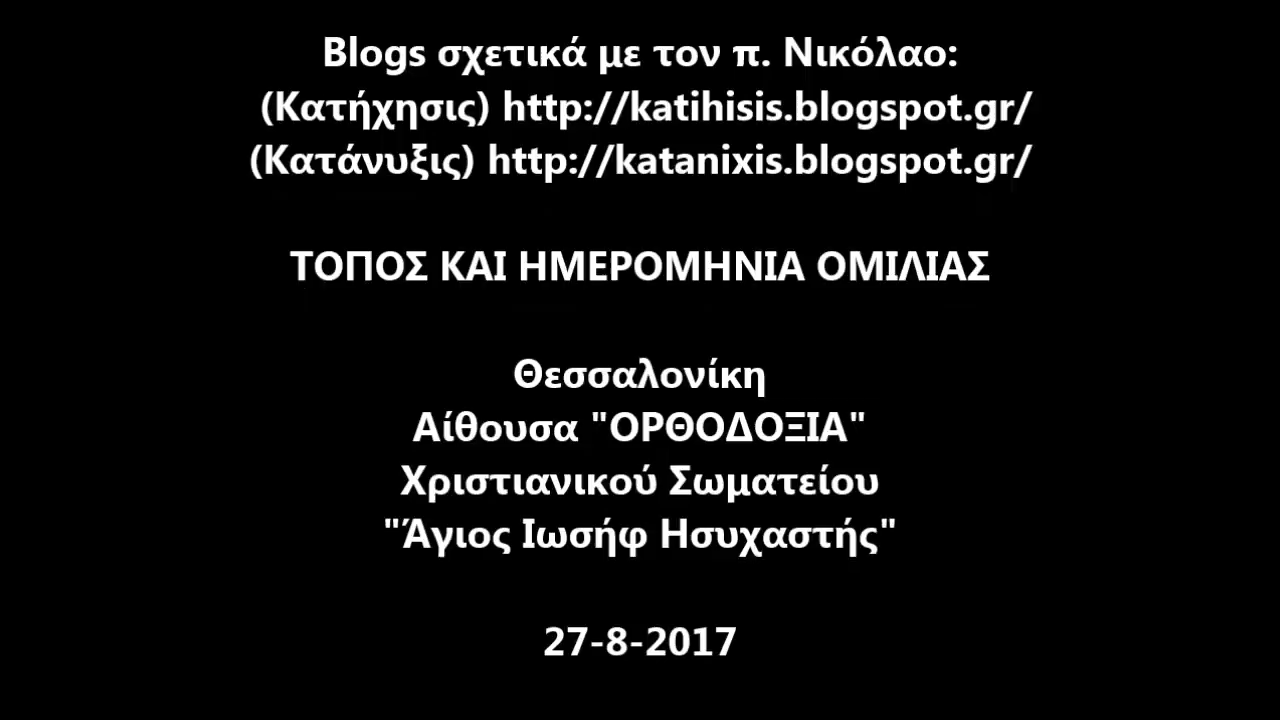 Blogs σχετικά με τον π. Νικόλαο:
(Κατήχησις) http://katihisis.blogspot.gr/
(Κατάνυξις) http://katanixis.blogspot.gr/
ΤΟΠΟΣ ΚΑΙ ΗΜΕΡΟΜΗΝΙΑ ΟΜΙΛΙΑΣ
Θεσσαλονίκη
Αίθουσα "ΟΡΘΟΔΟΞΙΑ"
Χριστιανικού Σωματείου
"Άγιος Ιωσήφ Ησυχαστής"
27-8-2017